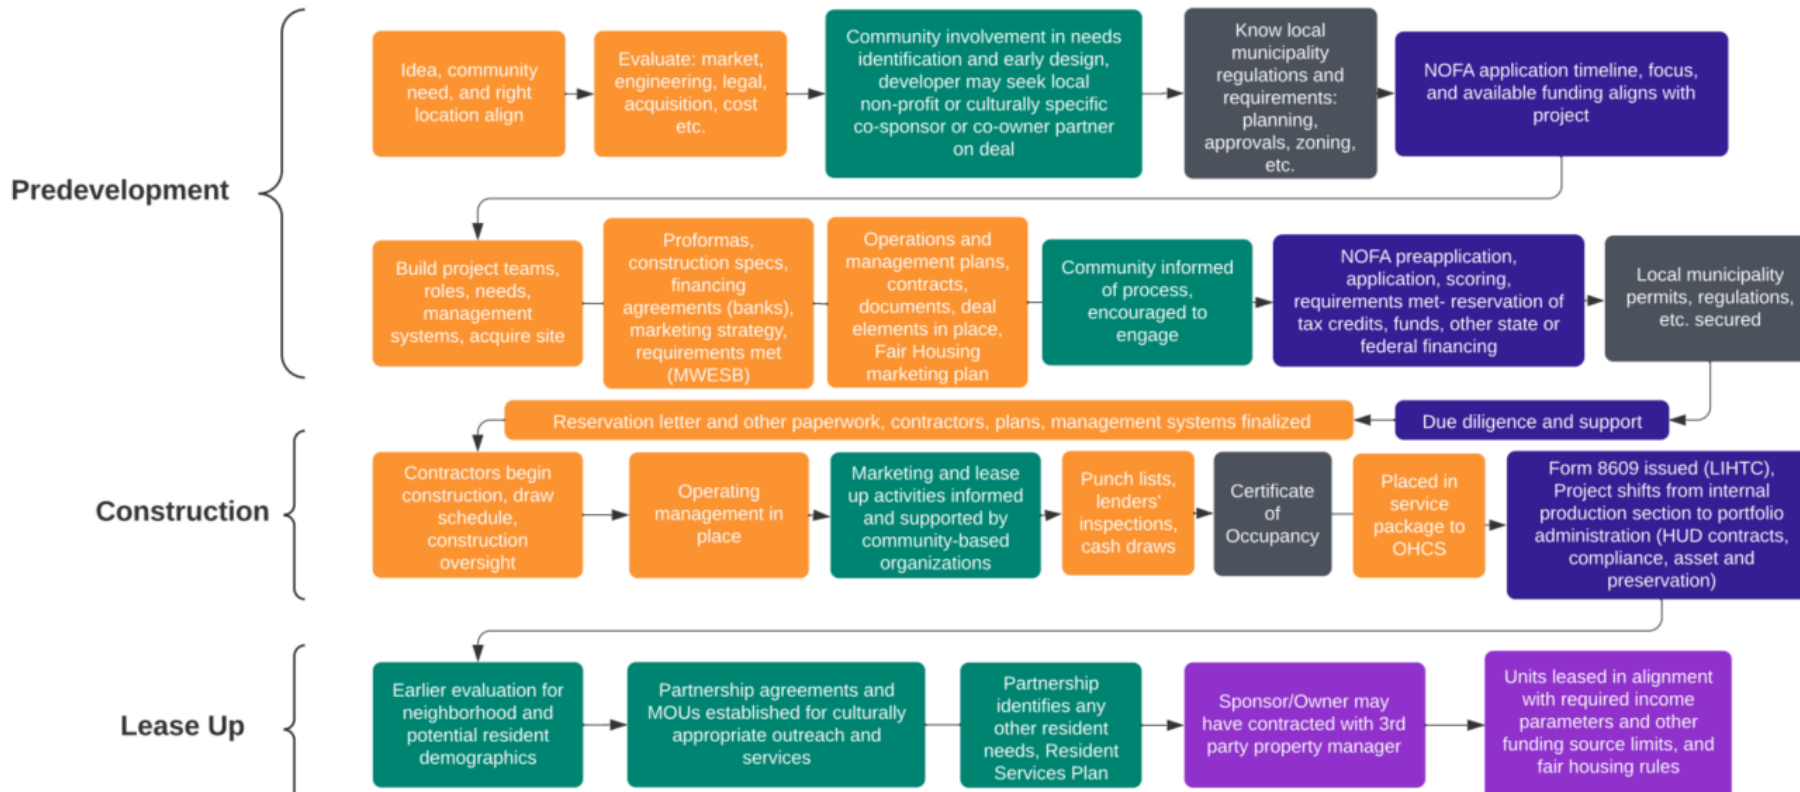 Predevelopment
Idea, community
need, and right
location align
Evaluate: market,
engineering, legal,
acquisition, cost
etc.
Community involvement in needs
identification and early design,
developer may seek local
non-profit or culturally specific
co-sponsor or co-owner partner
on deal
Know local
municipality
regulations and
requirements:
planning,
approvals, zoning,
etc.
NOFA application timeline, focus,
and available funding aligns with
project
Build project teams,
roles, needs,
management
systems, acquire site
Proformas,
construction specs,
financing
agreements (banks),
marketing strategy,
requirements met
(MWESB)
Operations and
management plans,
contracts,
documents, deal
elements in place,
Fair Housing
marketing plan
Community informed
of process,
encouraged to
engage
NOFA preapplication,
application, scoring,
requirements met- reservation of
tax credits, funds, other state or
federal financing
Local municipality
permits, regulations,
etc. secured
Due diligence and support
Reservation letter and other paperwork, contractors, plans, management systems finalized
Construction
Contractors begin
construction, draw
schedule,
construction
oversight
Operating
management in
place
Marketing and lease
up activities informed
and supported by
community-based
organizations
Punch lists,
lenders'
inspections,
cash draws
Certificate
of
Occupancy
Placed in
service
package to
OHCS
Form 8609 issued (LIHTC),
Project shifts from internal
production section to portfolio
administration (HUD contracts,
compliance, asset and
preservation)
Lease Up
Earlier evaluation for
neighborhood and
potential resident
demographics
Partnership agreements and
MOUs established for culturally
appropriate outreach and
services
Partnership
identifies any
other resident
needs, Resident
Services Plan
Sponsor/Owner may
have contracted with 3rd
party property manager
Units leased in alignment
with required income
parameters and other
funding source limits, and
fair housing rules